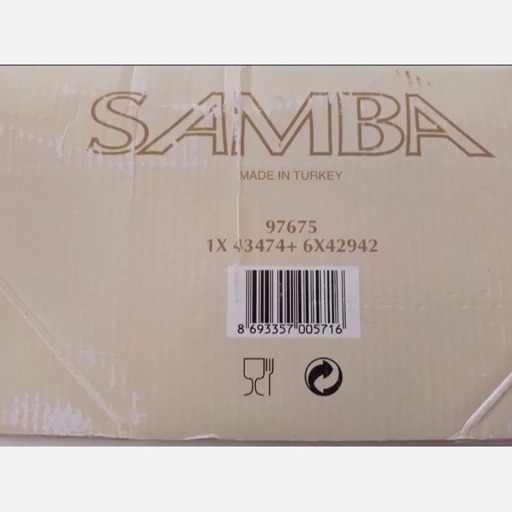 SAMBA
MADE IN TURKEY
97675
1X 43474+ 6X42942
8 693357 005716